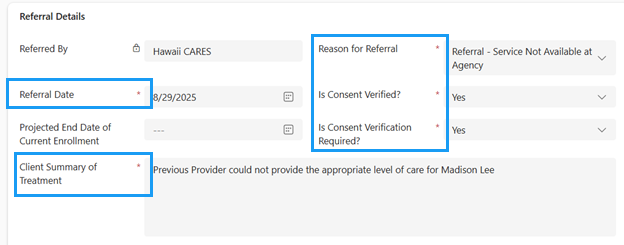 Referral Details
Referred By
Hawaii CARES
Reason for Referral *
Referral - Service Not Available at
Agency
Referral Date *
8/29/2025
Is Consent Verified? *
Yes
Projected End Date of
Current Enrollment
---
Is Consent Verification
Required? *
Yes
Client Summary of
Treatment *
Previous Provider could not provide the appropriate level of care for Madison Lee